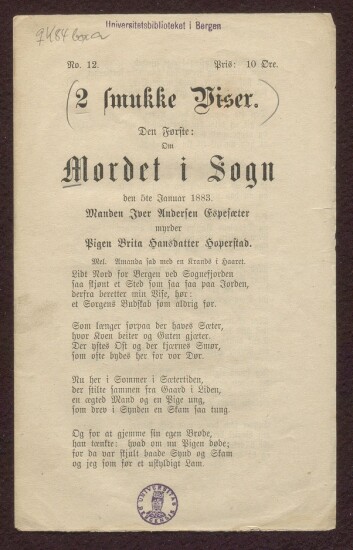 Universitetsbiblioteket i Bergen
No. 12.
Pris: 10 Øre.
(2 smukke Viser.)
Den Første:
Om
Mordet i Sogn
den 5te Januar 1883.
Manden Iver Andersen Espesæter
myrder
Pigen Brita Hansdatter Hoperstad.
Mel. Amanda sad med en Krands i Haaret.
Lidt Nord for Bergen ved Sognefjorden
saa skjønt et Sted som saa paa Jorden,
derfra beretter min Vise, hør:
et Sorgens Budskab som aldrig før.
Som længer førpaa der haves Sæter,
hvor Kven beiter og Guten gjæter.
Der ystes Ost og der kjærnes Smør,
som ofte bydes her for vor Dør.
Nu her i Sommer i Sætertiden,
der stilte sammen fra Gaard i Liden,
en ægted Mand og en Pige ung,
som drev i Synden en Skam saa tung.
Og for at gjemme sin egen Brøde,
han tænkte: hvad om nu Pigen døde;
for da var skjult baade Synd og Skam
og jeg som før et uskyldigt Lam.